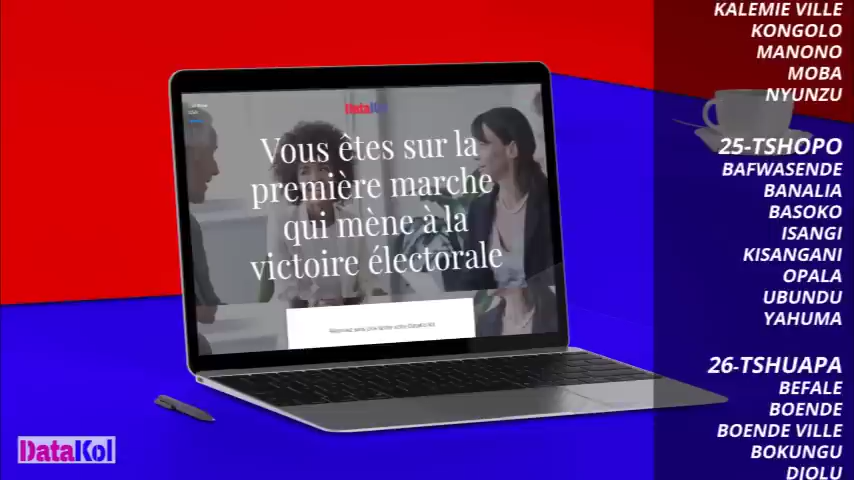 DataKol
Vous êtes sur la
première marche
qui mène à la
victoire électorale
DataKol
KALEMIE VILLE
KONGOLO
MANONO
MOBA
NYUNZU
25-TSHOPO
BAFWASENDE
BANALIA
BASOKO
ISANGI
KISANGANI
OPALA
UBUNDU
YAHUMA
26-TSHUAPA
BEFALE
BOENDE
BOENDE VILLE
BOKUNGU
DJOLU